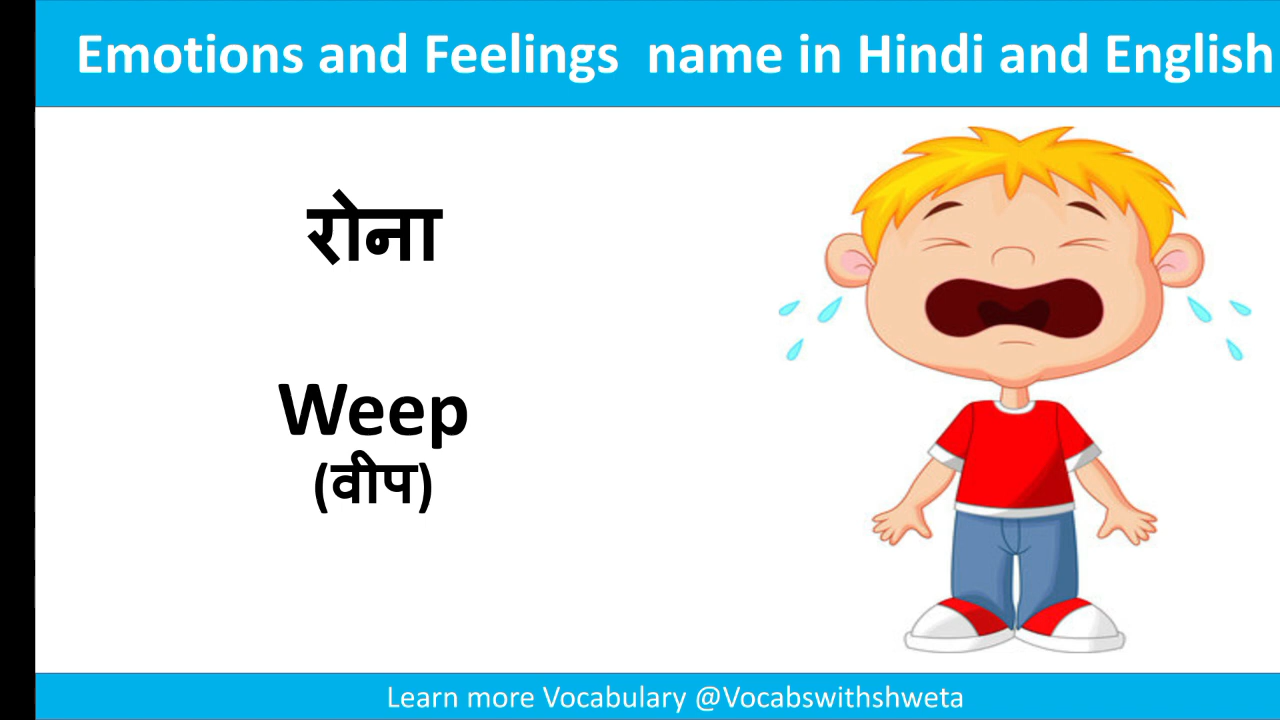 Emotions and Feelings name in Hindi and English
रोना
Weep
(वीप)
Learn more Vocabulary @Vocabswithshweta